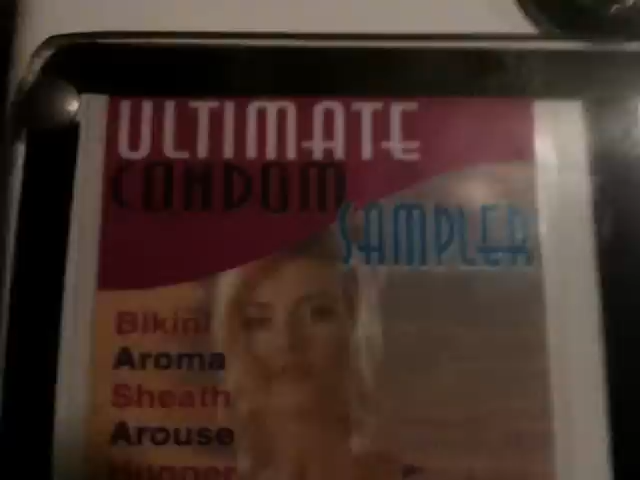 ULTIMATE
CONDOM
SAMPLER
Bikini
Aroma
Sheath
Arouse